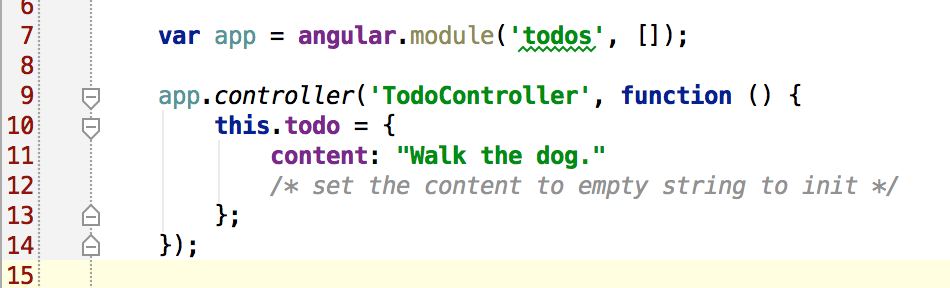 6
7 var app = angular.module('todos', []);
8
9 app.controller('TodoController', function () {
10 this.todo = {
11 content: "Walk the dog."
12 /* set the content to empty string to init */
13 };
14 });
15